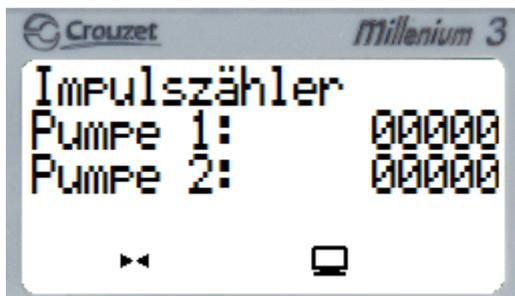 Crouzet Millenium 3
Impulszähler
Pumpe 1: 00000
Pumpe 2: 00000